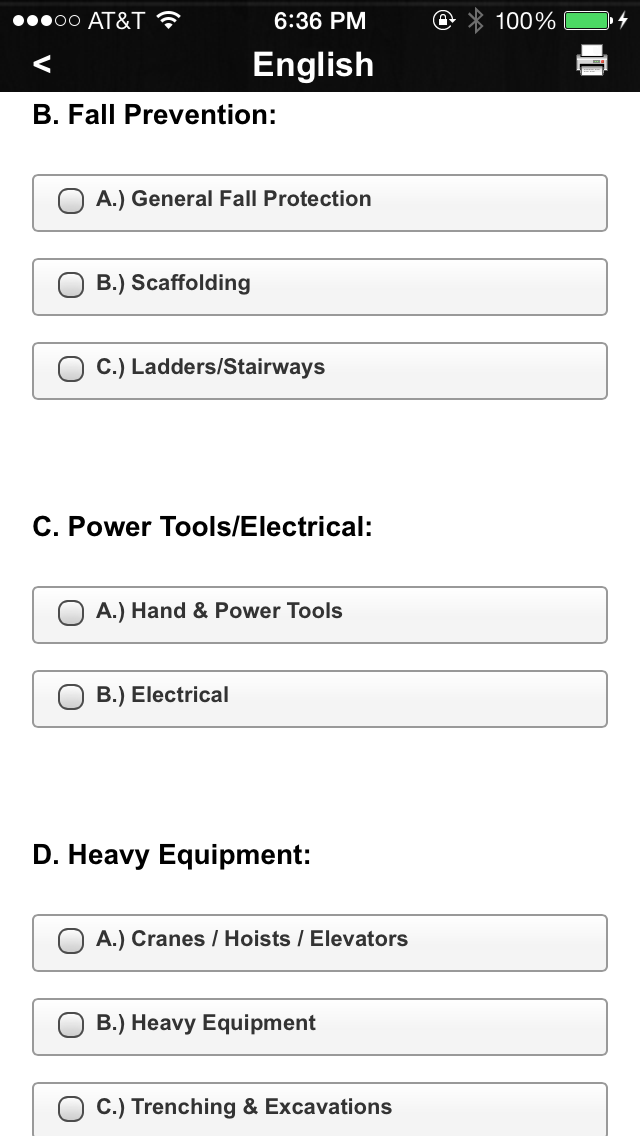 AT&T 6:36 PM 100%
< English
B. Fall Prevention:
A.) General Fall Protection
B.) Scaffolding
C.) Ladders/Stairways
C. Power Tools/Electrical:
A.) Hand & Power Tools
B.) Electrical
D. Heavy Equipment:
A.) Cranes / Hoists / Elevators
B.) Heavy Equipment
C.) Trenching & Excavations